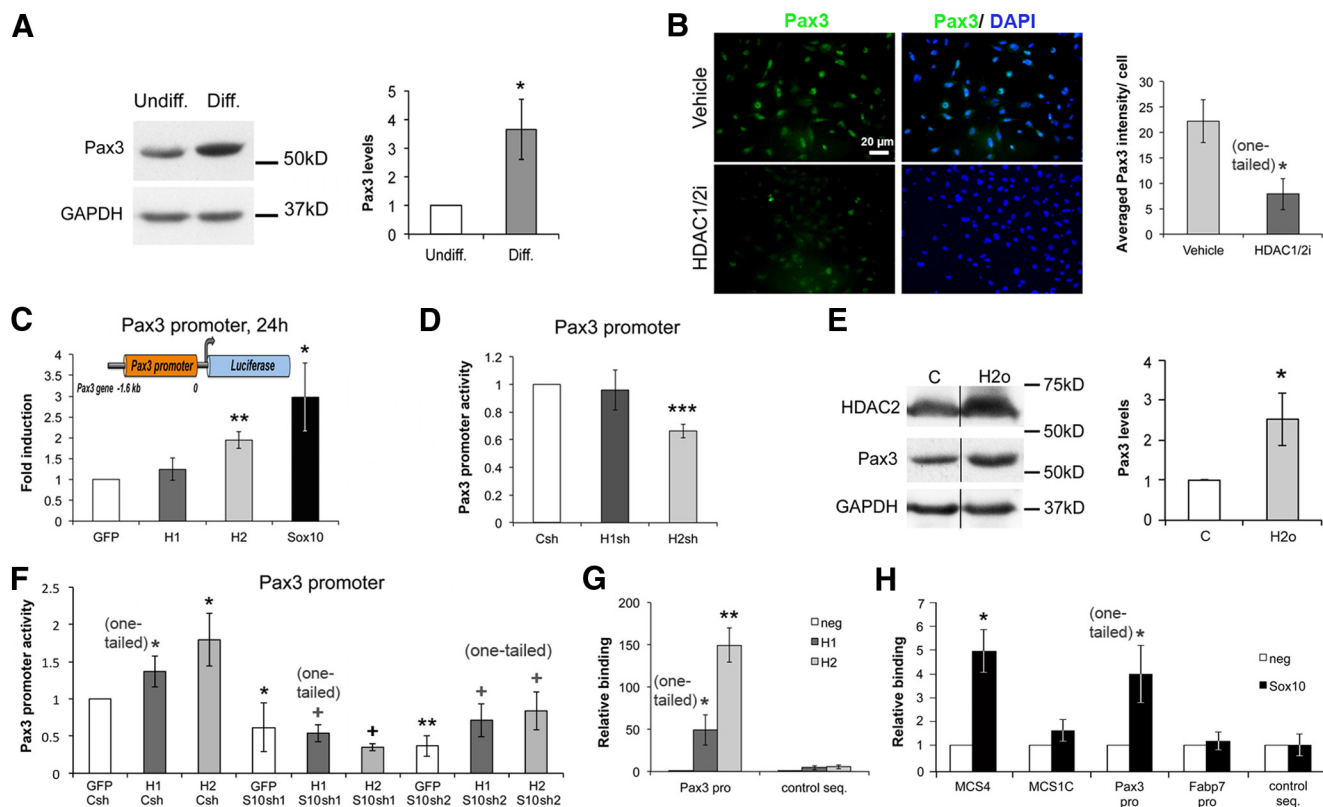 A
Undiff. Diff.
Pax3
50kD
GAPDH
37kD
Pax3 levels
5
4
3
2
1
0
*
Undiff. Diff.
B
Pax3
Pax3/ DAPI
Vehicle
20 µm
HDAC1/2i
Averaged Pax3 intensity/ cell
35
30
25
20
15
10
5
0
(one-
tailed) *
Vehicle HDAC1/2i
C
Pax3 promoter, 24h
Fold induction
4
3.5
3
2.5
2
1.5
1
0.5
0
Pax3 promoter
Luciferase
Pax3 gene -1.6 kb 0
**
*
GFP H1 H2 Sox10
D
Pax3 promoter
Pax3 promoter activity
1.2
1
0.8
0.6
0.4
0.2
0
***
Csh H1sh H2sh
E
C H2o
HDAC2
75kD
50kD
Pax3
50kD
GAPDH
37kD
Pax3 levels
4
3
2
1
0
*
C H2o
F
Pax3 promoter
Pax3 promoter activity
2.5
2
1.5
1
0.5
0
(one-
tailed) *
*
*
(one-
tailed)
+
+
**
(one-tailed)
+ +
GFP H1 H2 GFP H1 H2 GFP H1 H2
Csh Csh Csh S10sh1 S10sh1 S10sh1 S10sh2 S10sh2 S10sh2
G
Relative binding
200
150
100
50
0
(one-
tailed) *
**
neg
H1
H2
Pax3 pro control seq.
H
Relative binding
7
6
5
4
3
2
1
0
*
(one-
tailed) *
neg
Sox10
MCS4 MCS1C Pax3 Fabp7 control
pro pro seq.